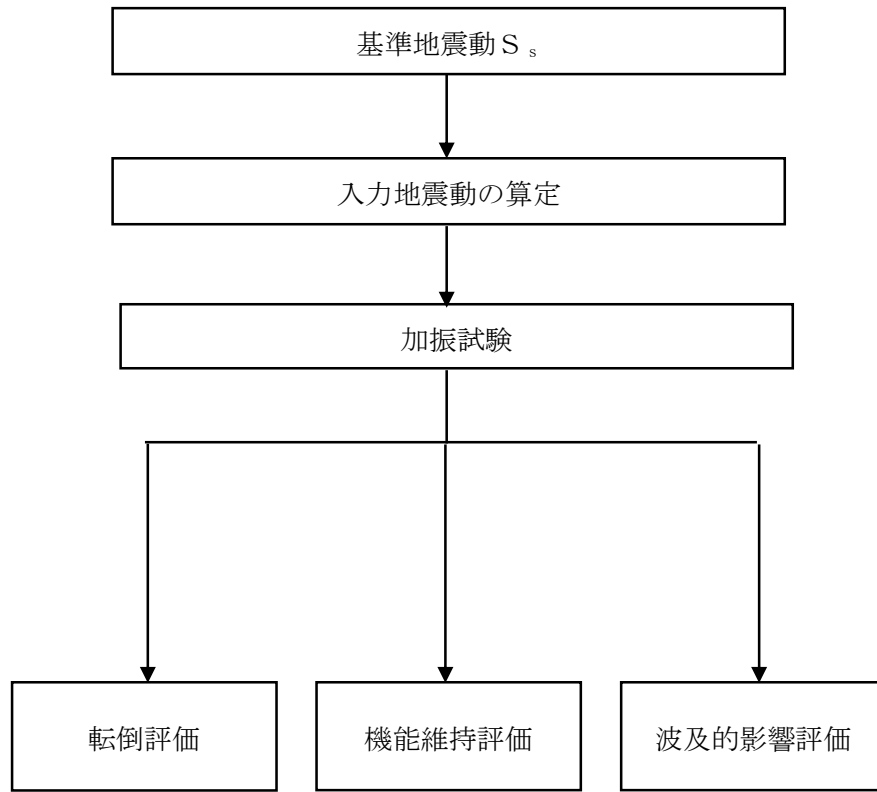 基準地震動Ｓｓ
入力地震動の算定
加振試験
転倒評価
機能維持評価
波及的影響評価